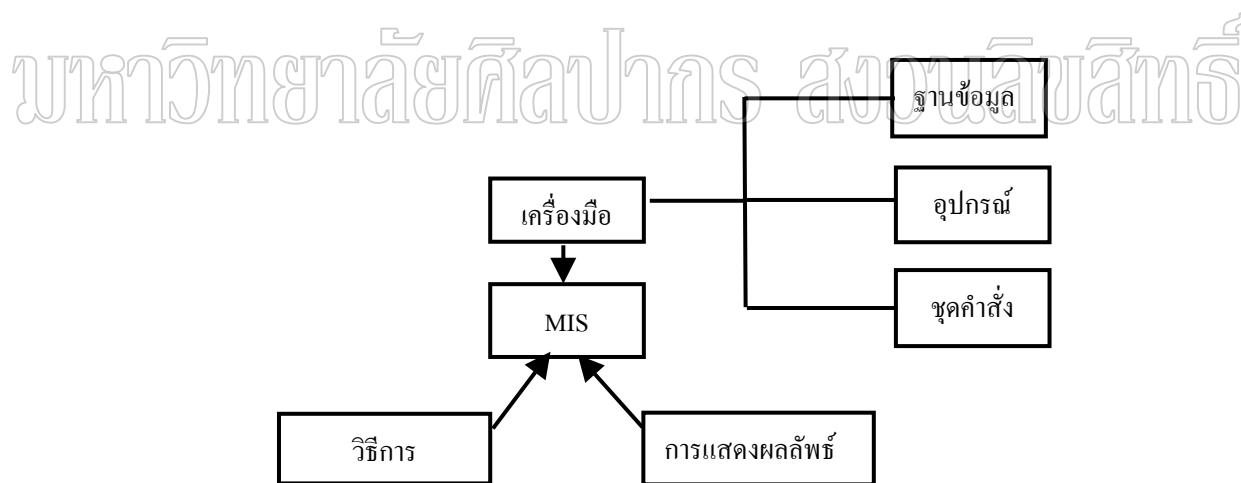 มหาวิทยาลัยศิลปากร สงวนลิขสิทธิ์
ฐานข้อมูล
เครื่องมือ
อุปกรณ์
ชุดคำสั่ง
MIS
วิธีการ
การแสดงผลลัพธ์